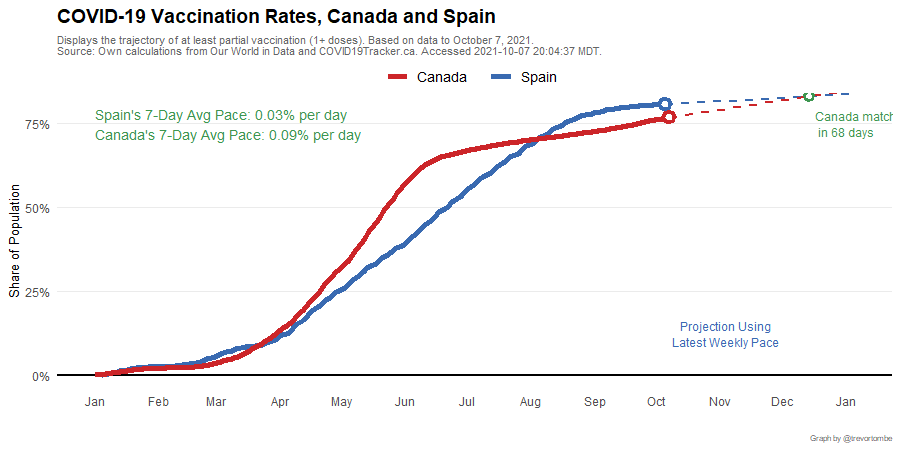 COVID-19 Vaccination Rates, Canada and Spain
Displays the trajectory of at least partial vaccination (1+ doses). Based on data to October 7, 2021.
Source: Own calculations from Our World in Data and COVID19Tracker.ca. Accessed 2021-10-07 20:04:37 MDT.
Canada Spain
Spain's 7-Day Avg Pace: 0.03% per day
Canada's 7-Day Avg Pace: 0.09% per day
Canada match
in 68 days
75%
50%
25%
0%
Share of Population
Projection Using
Latest Weekly Pace
Jan Feb Mar Apr May Jun Jul Aug Sep Oct Nov Dec Jan
Graph by @trevortombe